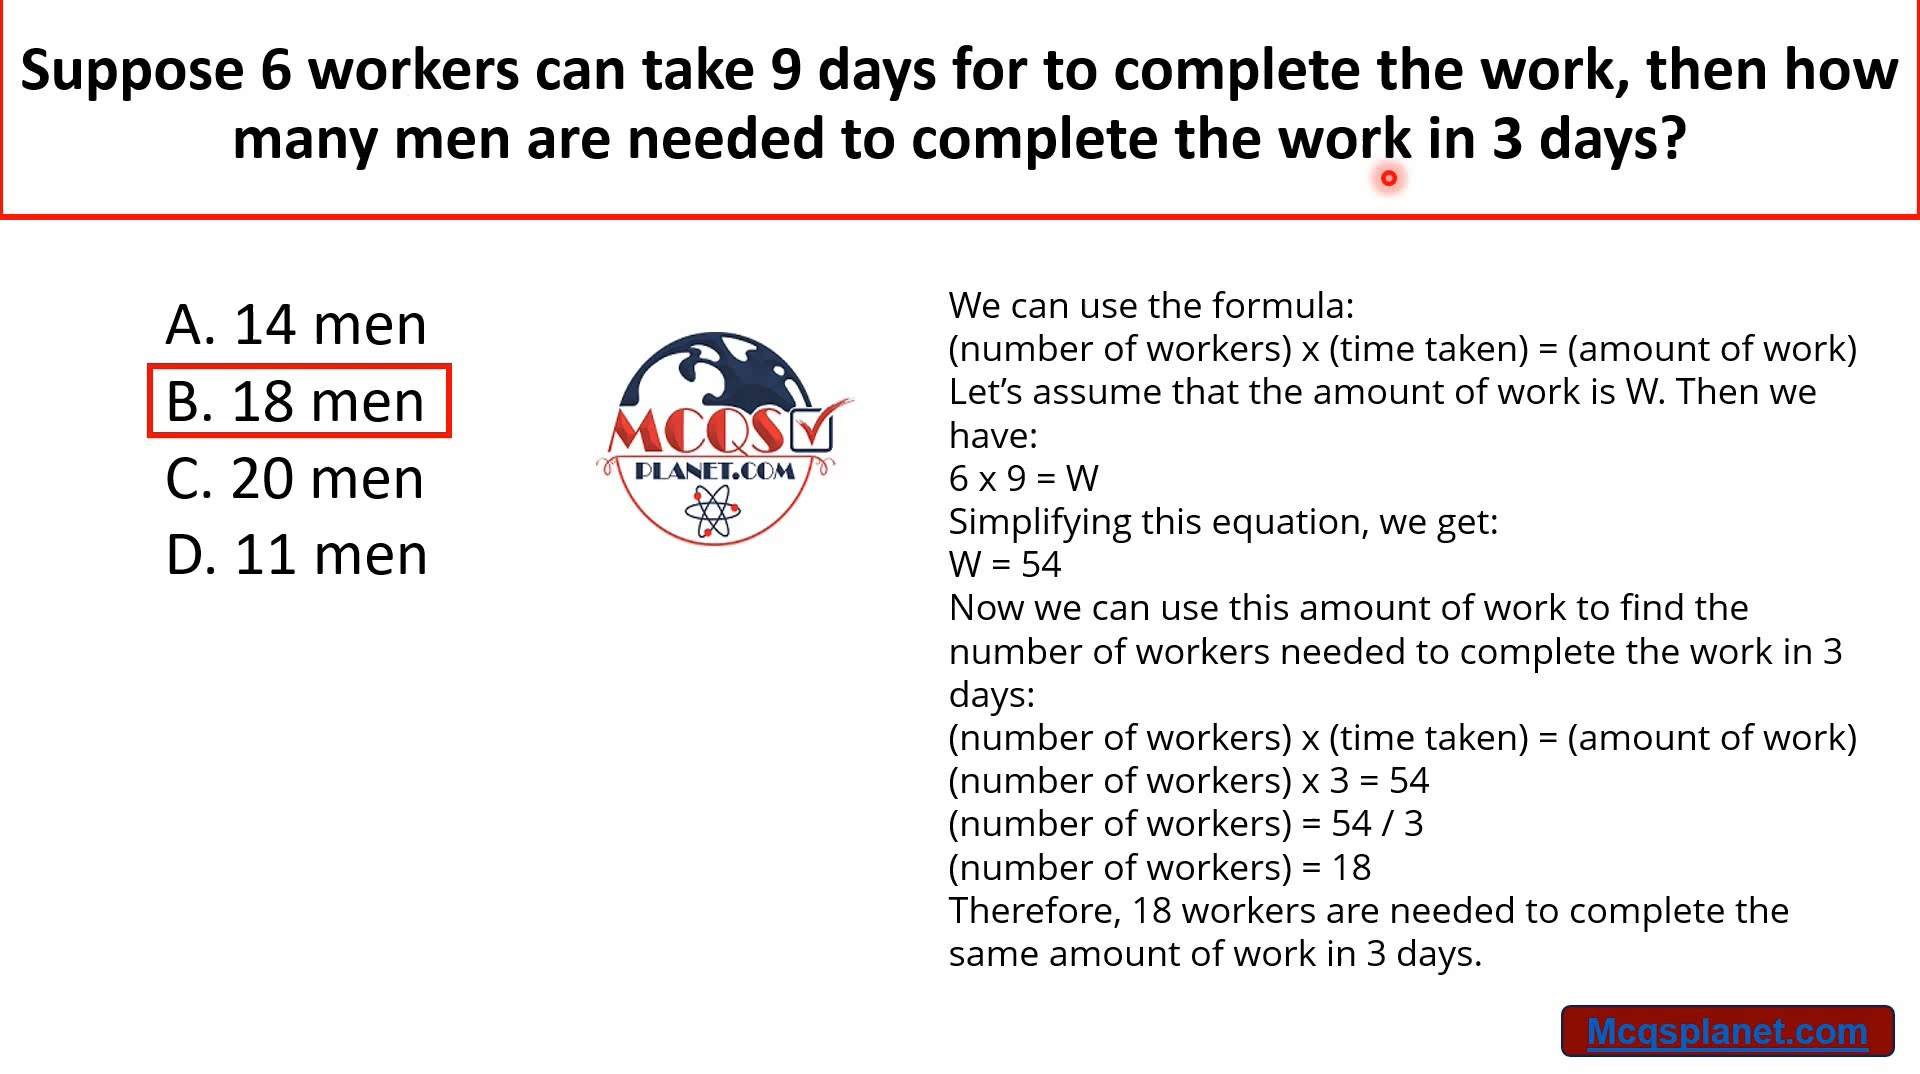 Suppose 6 workers can take 9 days for to complete the work, then how
many men are needed to complete the work in 3 days?
A. 14 men
B. 18 men
C. 20 men
D. 11 men
MCQS
PLANET.COM
We can use the formula:
(number of workers) x (time taken) = (amount of work)
Let’s assume that the amount of work is W. Then we
have:
6 x 9 = W
Simplifying this equation, we get:
W = 54
Now we can use this amount of work to find the
number of workers needed to complete the work in 3
days:
(number of workers) x (time taken) = (amount of work)
(number of workers) x 3 = 54
(number of workers) = 54 / 3
(number of workers) = 18
Therefore, 18 workers are needed to complete the
same amount of work in 3 days.
Mcqsplanet.com